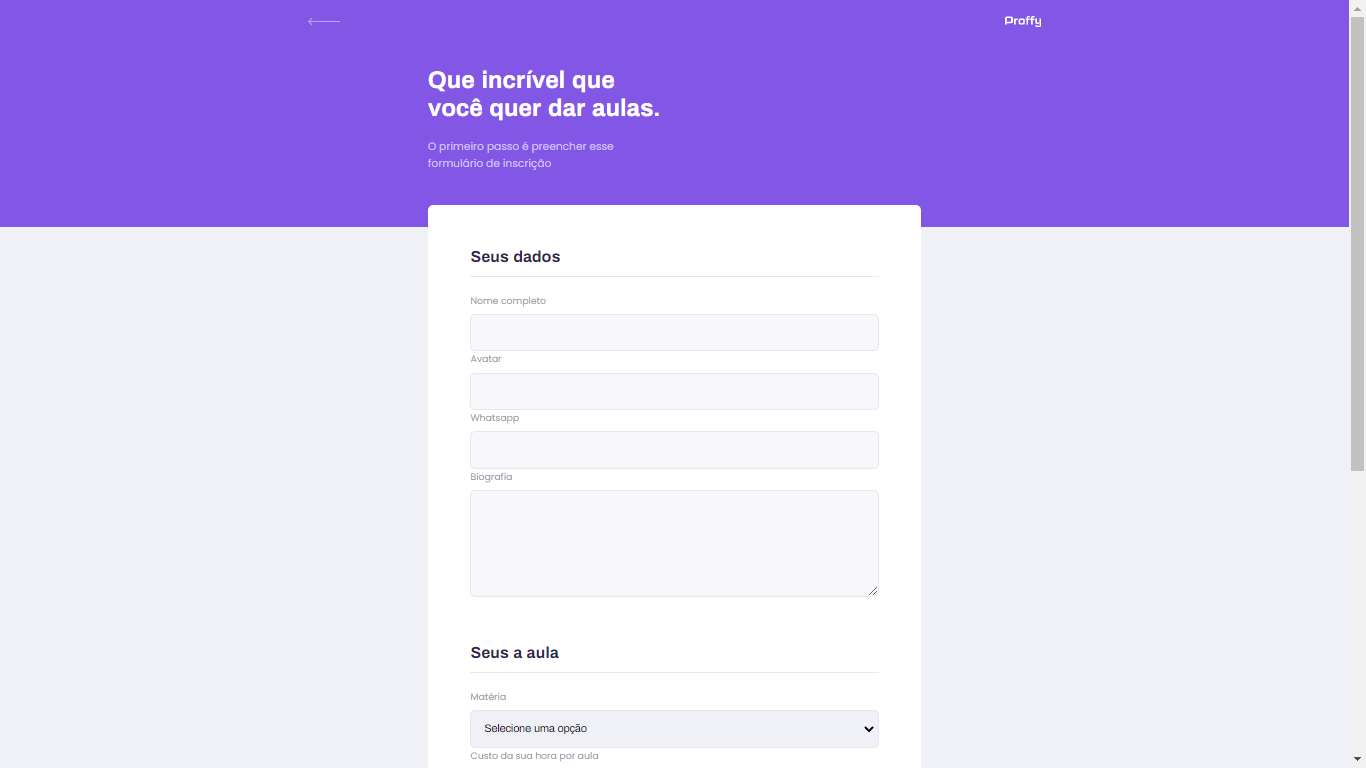 Proffy
Que incrível que
você quer dar aulas.
O primeiro passo é preencher esse
formulário de inscrição
Seus dados
Nome completo
Avatar
Whatsapp
Biografia
Seus a aula
Matéria
Selecione uma opção
Custo da sua hora por aula